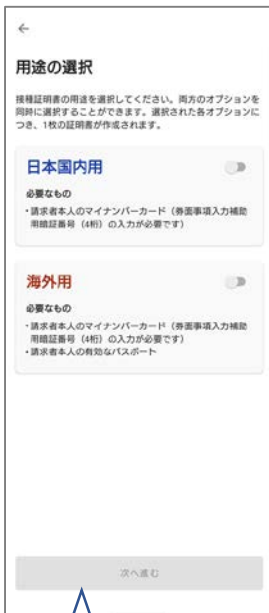 ←
用途の選択
接種証明書の用途を選択してください。両方のオプションを
同時に選択することができます。選択された各オプションに
つき、1枚の証明書が作成されます。
日本国内用
必要なもの
・請求者本人のマイナンバーカード（券面事項入力補助
用暗証番号（4桁）の入力が必要です）
海外用
必要なもの
・請求者本人のマイナンバーカード（券面事項入力補助
用暗証番号（4桁）の入力が必要です）
・請求者本人の有効なパスポート
次へ進む